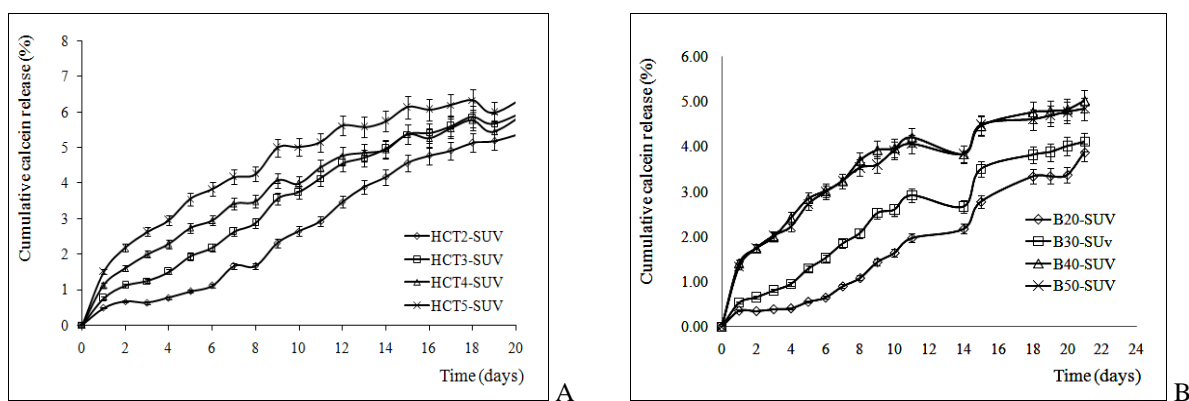 Cumulative calcein release (%)
8
7
6
5
4
3
2
1
0
0 2 4 6 8 10 12 14 16 18 20
Time (days)
HCT2-SUV
HCT3-SUV
HCT4-SUV
HCT5-SUV
A
Cumulative calcein release (%)
6.00
5.00
4.00
3.00
2.00
1.00
0.00
0 2 4 6 8 10 12 14 16 18 20 22 24
Time (days)
B20-SUV
B30-SUv
B40-SUV
B50-SUV
B